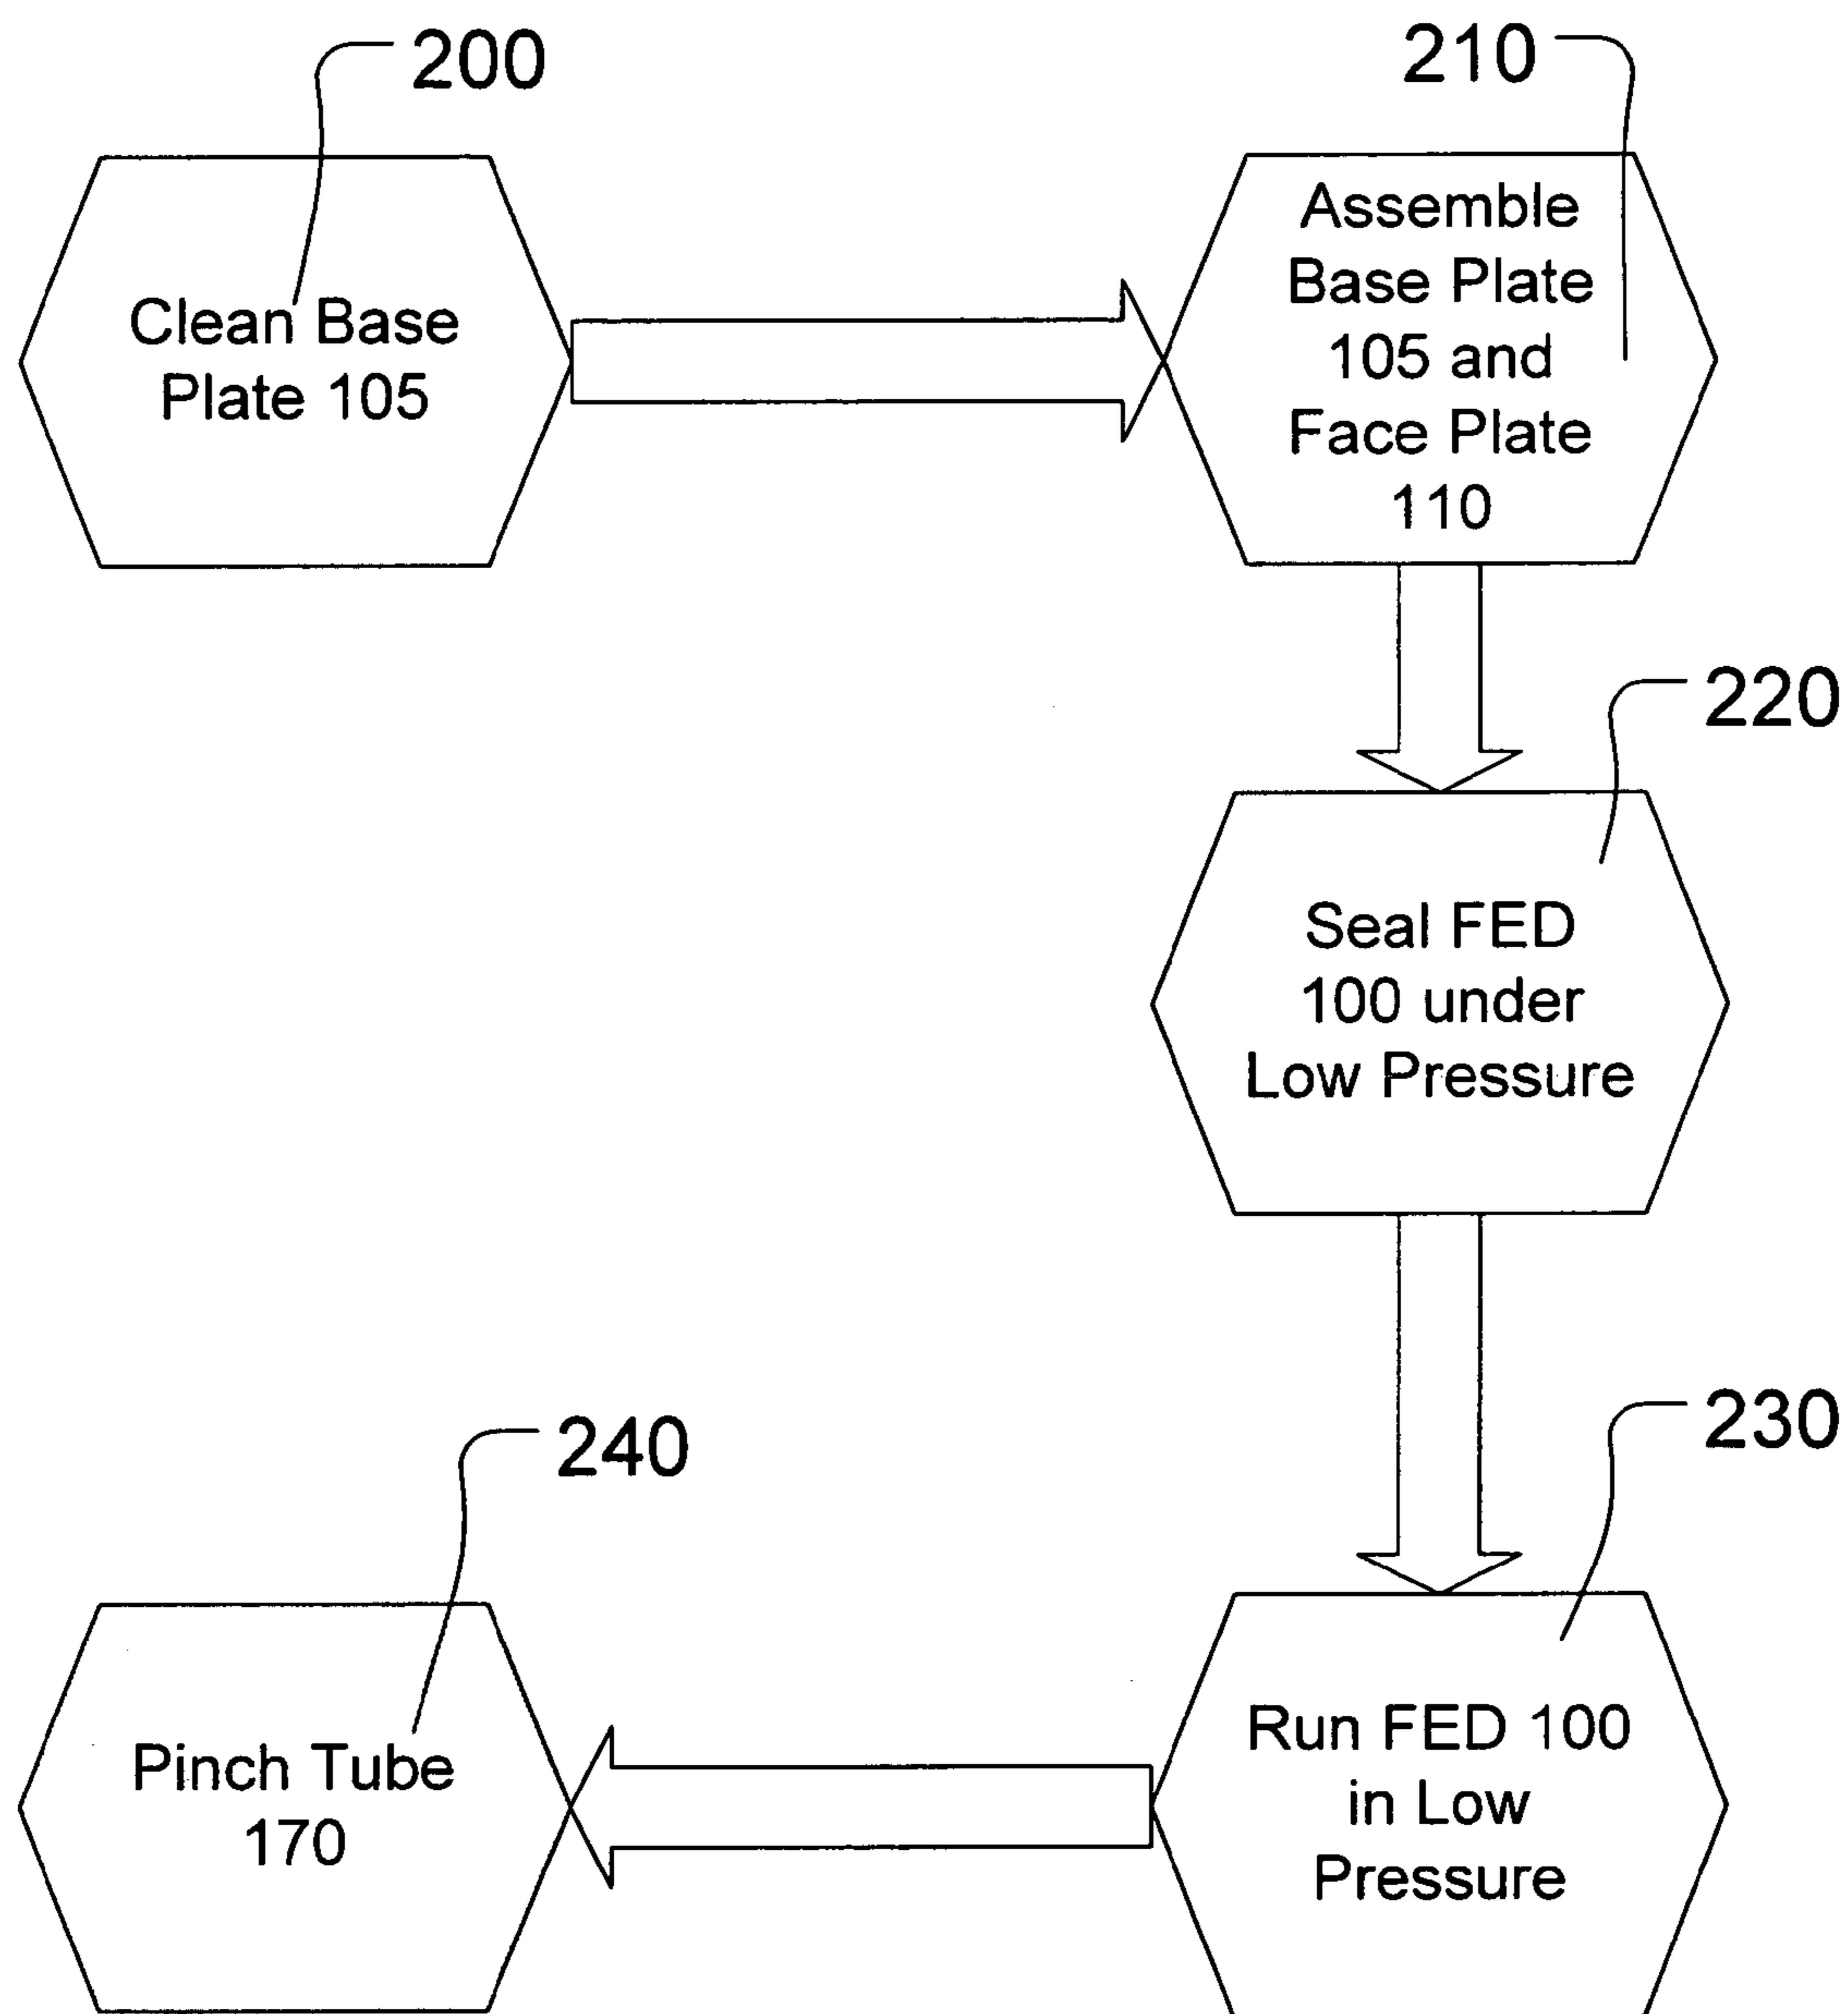 200
Clean Base
Plate 105
210
Assemble
Base Plate
105 and
Face Plate
110
220
Seal FED
100 under
Low Pressure
230
Run FED 100
in Low
Pressure
240
Pinch Tube
170